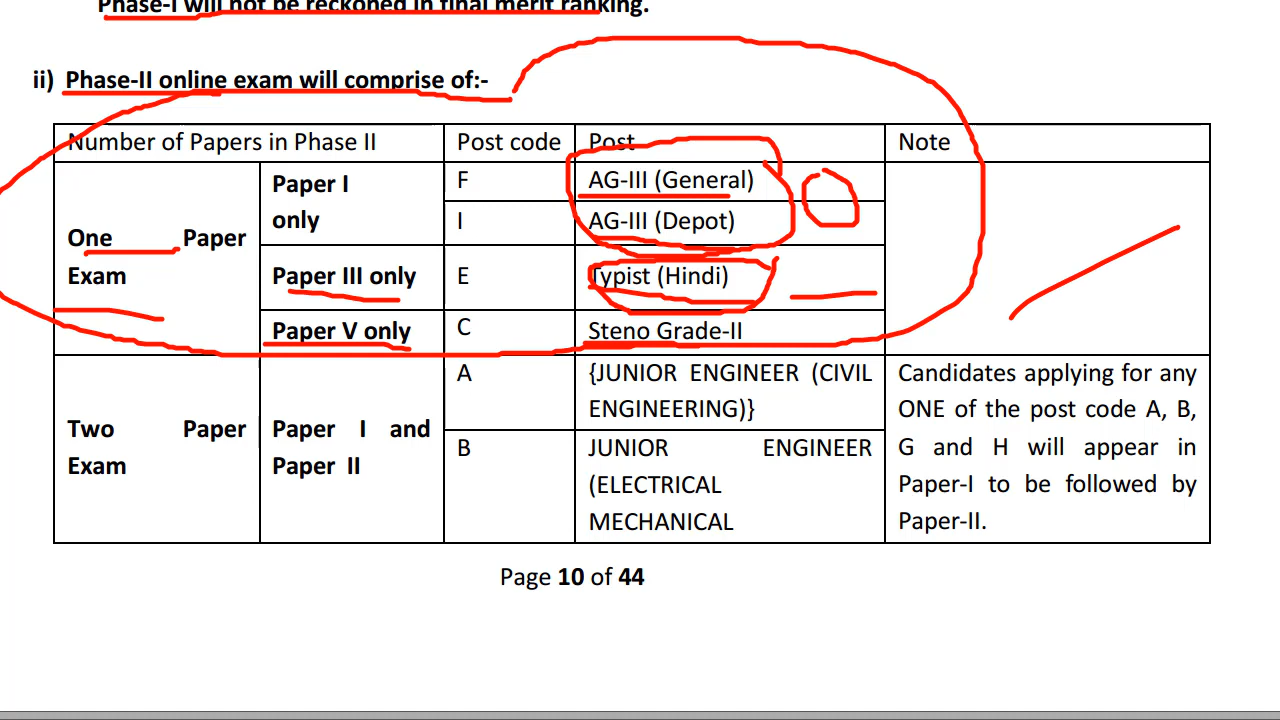 Phase-I will not be reckoned in final merit ranking.
ii) Phase-II online exam will comprise of:-
Number of Papers in Phase II Post code Post Note
One Paper Exam Paper I only F AG-III (General)
I AG-III (Depot)
Paper III only E Typist (Hindi)
Paper V only C Steno Grade-II
Two Paper Exam Paper I and Paper II A {JUNIOR ENGINEER (CIVIL
ENGINEERING)}
B JUNIOR ENGINEER
(ELECTRICAL
MECHANICAL
Candidates applying for any
ONE of the post code A, B,
G and H will appear in
Paper-I to be followed by
Paper-II.
Page 10 of 44